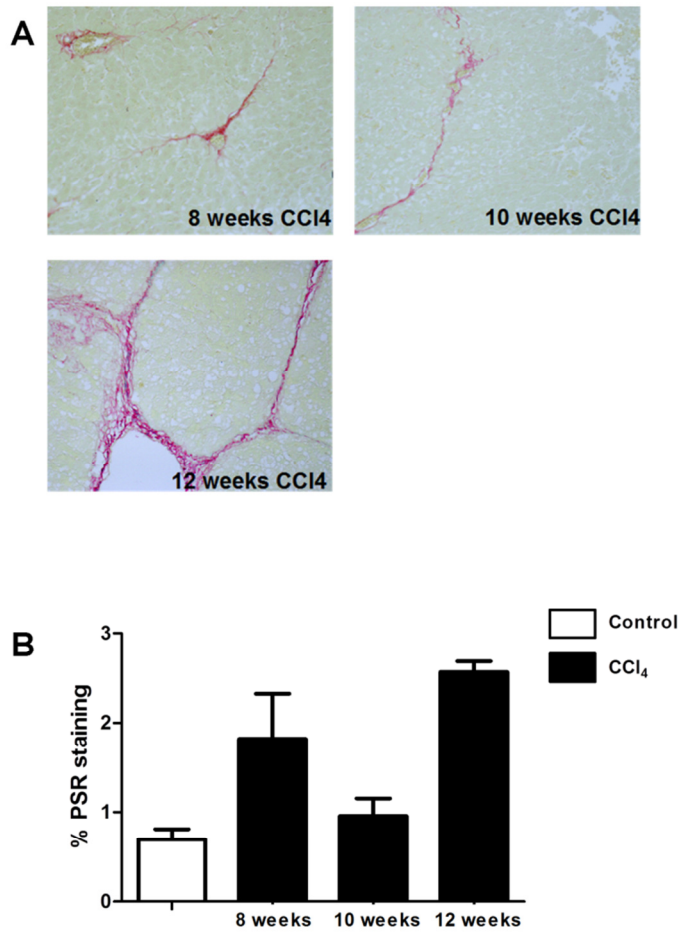 A
8 weeks CCl4
10 weeks CCl4
12 weeks CCl4
B
Control
CCl₄
% PSR staining
3
2
1
0
8 weeks
10 weeks
12 weeks